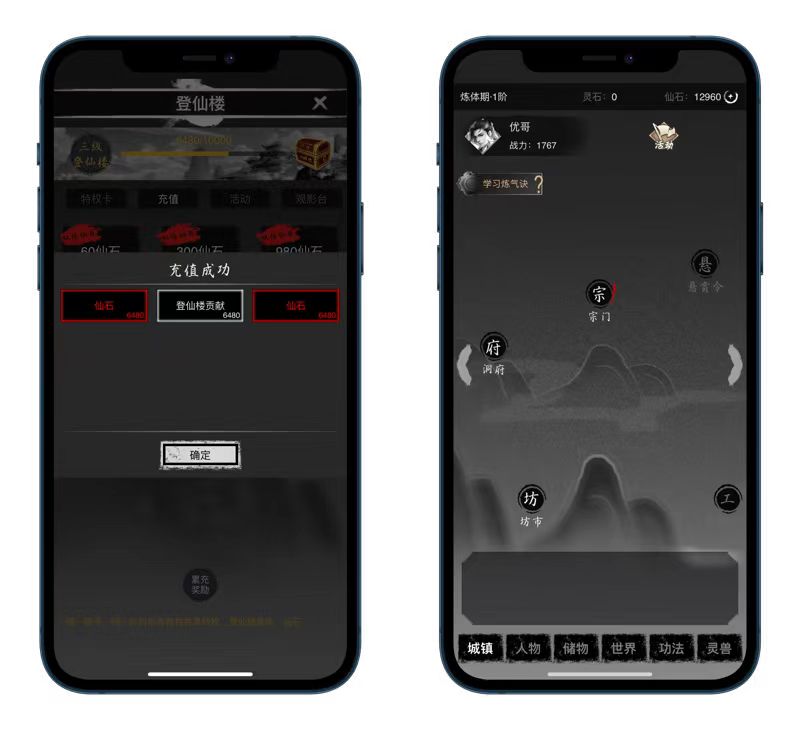 登仙楼
6480/10000
三级
登仙楼
特权卡 充值 活动 观影台
60仙石 300仙石 980仙石
充值成功
仙石 登仙楼贡献 仙石
6480 6480 6480
确定
累充
奖励
炼体期·1阶 灵石: 0 仙石: 12960
优哥
战力: 1767
活动
学习炼气诀 ?
悬
悬赏令
宗
宗门
府
洞府
坊
坊市
工
城镇 人物 储物 世界 功法 灵兽